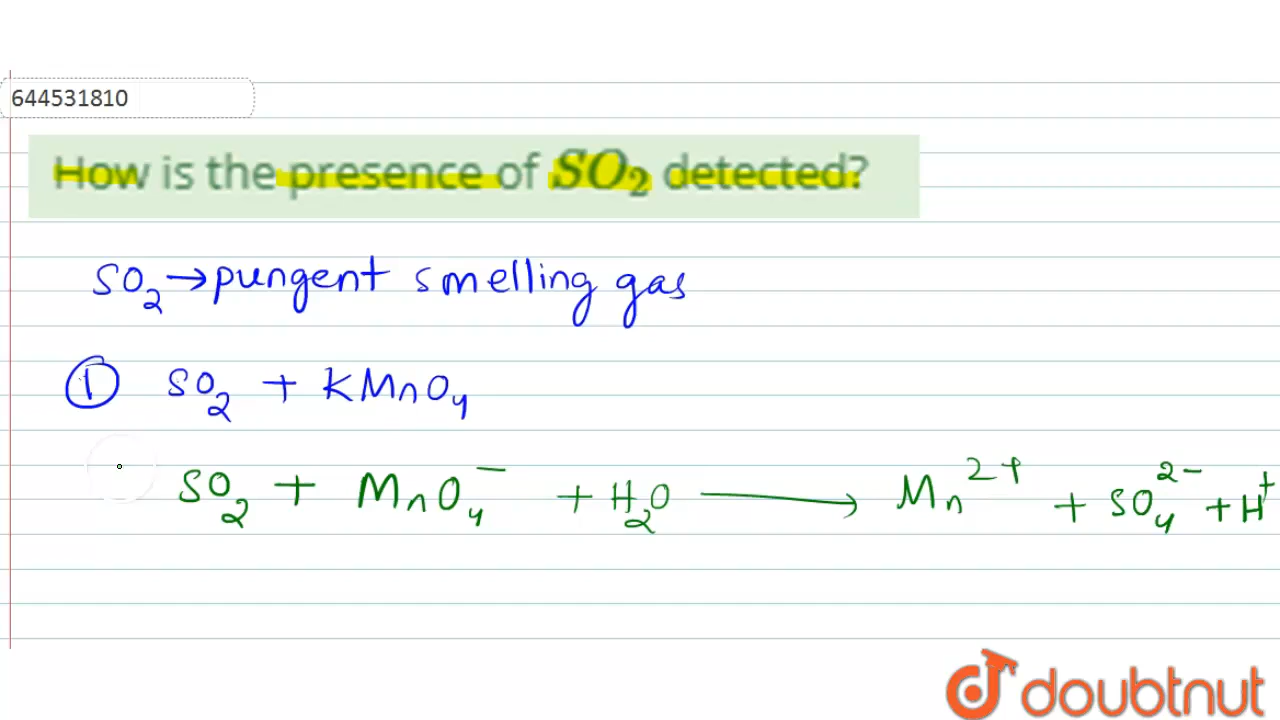 644531810
How is the presence of SO₂ detected?
SO₂ → pungent smelling gas
① SO₂ + KMnO₄
SO₂ + MnO₄⁻ + H₂O ⟶ Mn²⁺ + SO₄²⁻ + H⁺
doubtnut